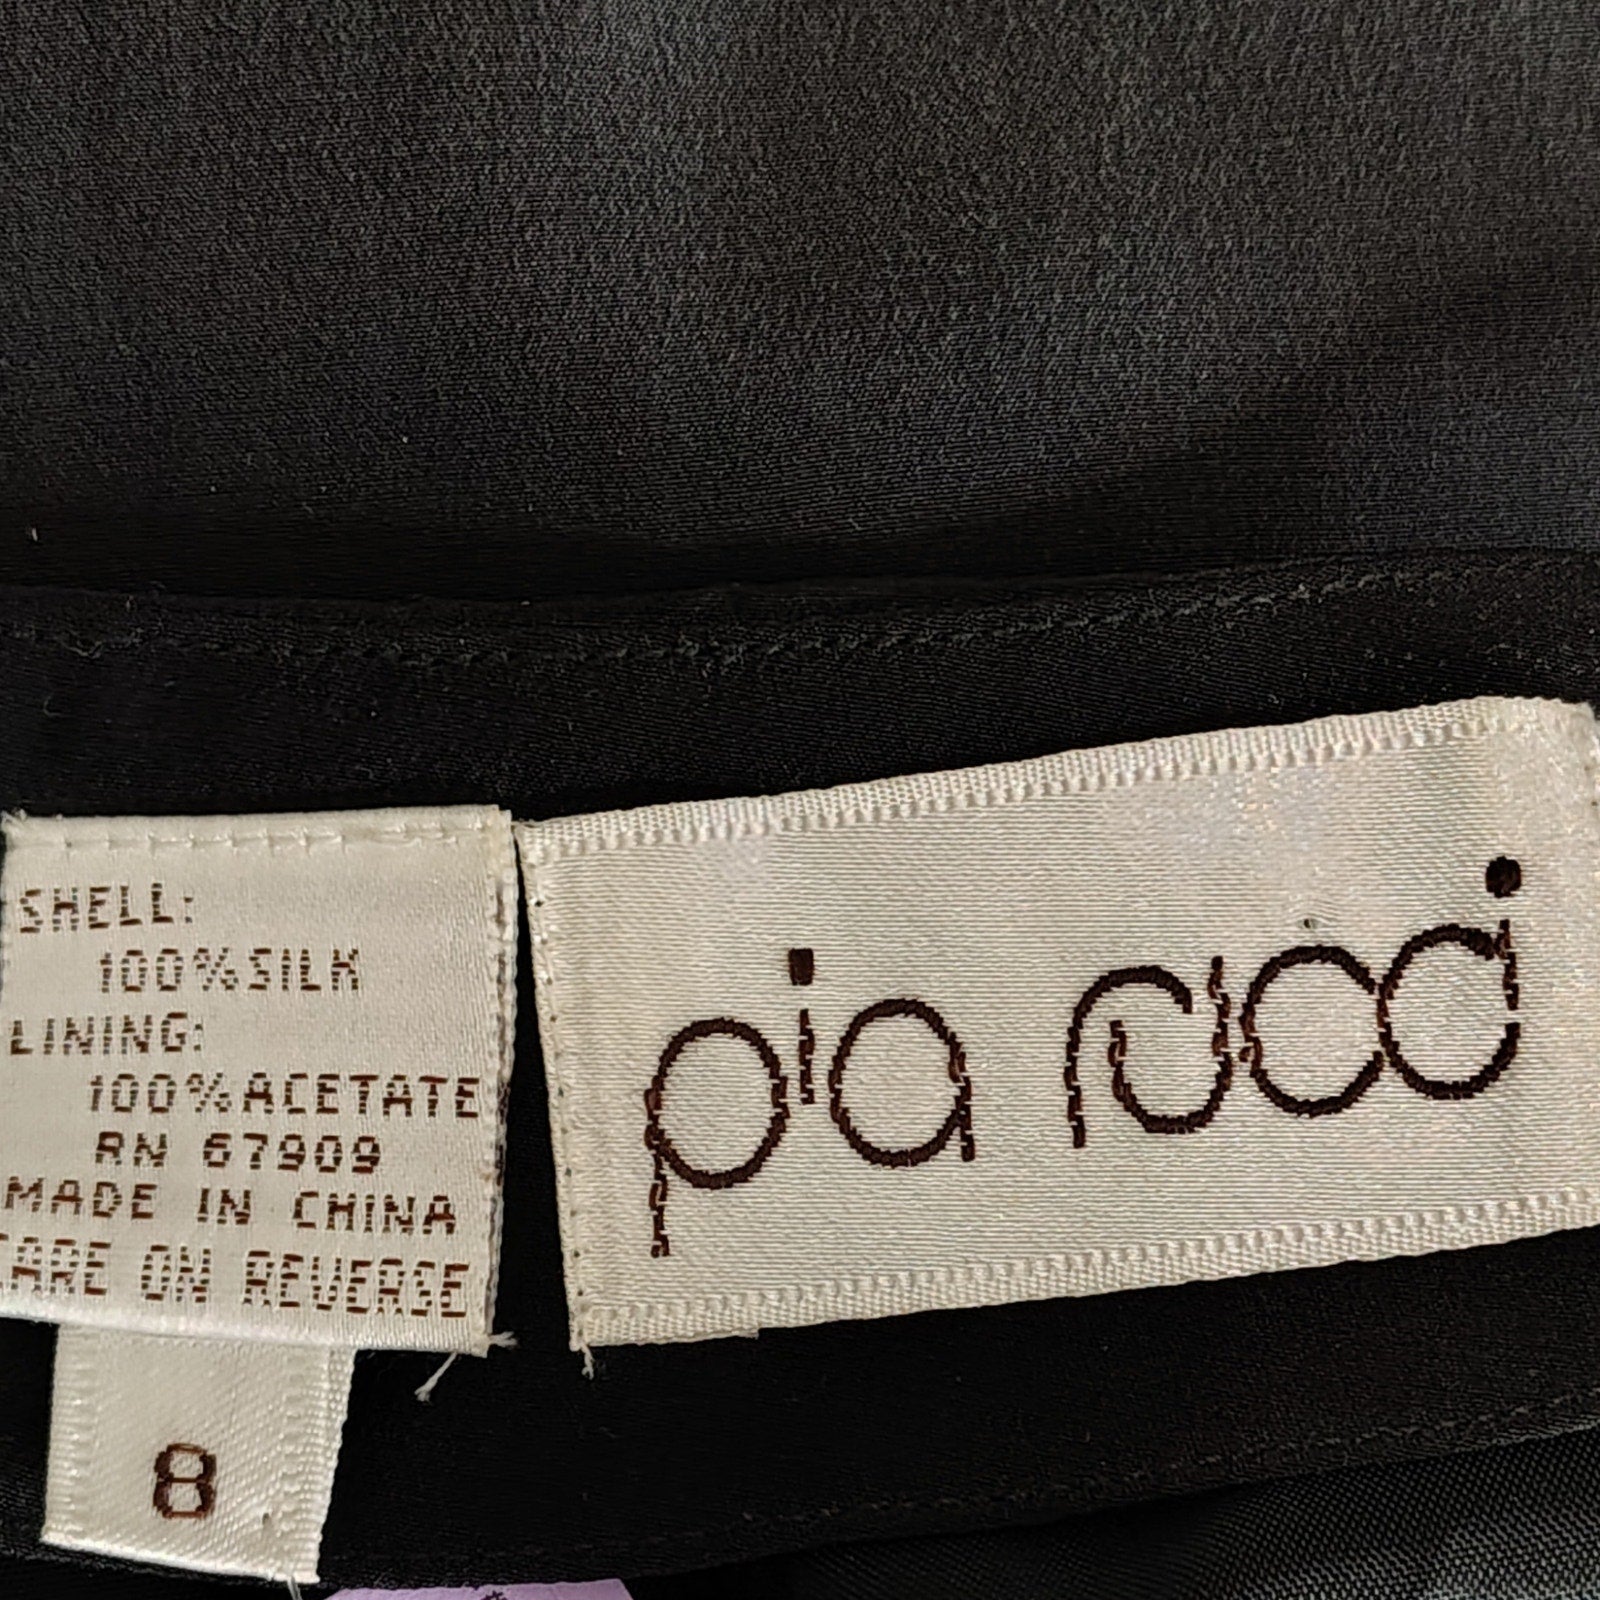 SHELL:
100%SILK
LINING:
100%ACETATE
RN 67909
MADE IN CHINA
CARE ON REVERSE
8
pia rucci